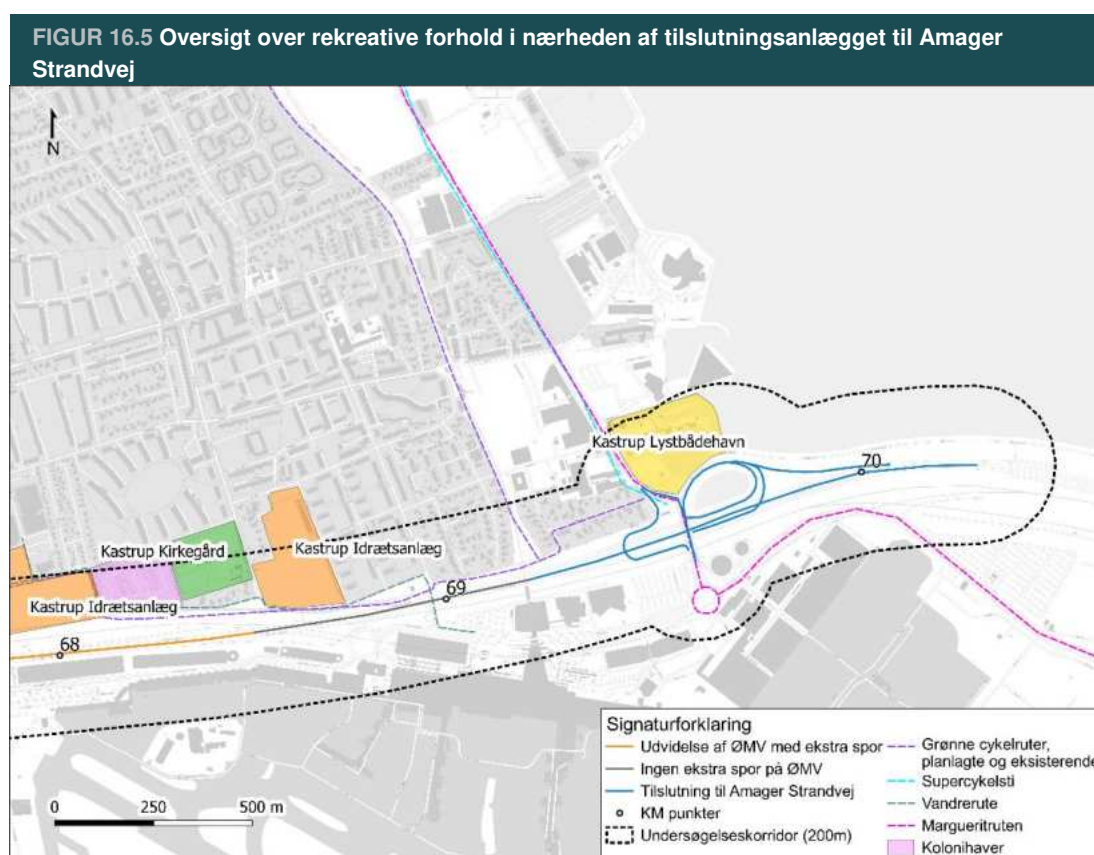 FIGUR 16.5 Oversigt over rekreative forhold i nærheden af tilslutningsanlægget til Amager
Strandvej
N
Kastrup Lystbådehavn
70
Kastrup Kirkegård
Kastrup Idrætsanlæg
69
Kastrup Idrætsanlæg
68
0 250 500 m
Signaturforklaring
Udvidelse af ØMV med ekstra spor
Ingen ekstra spor på ØMV
Tilslutning til Amager Strandvej
KM punkter
Undersøgelseskorridor (200m)
Grønne cykelruter,
planlagte og eksisterende
Supercykelsti
Vandrerute
Margueritruten
Kolonihaver